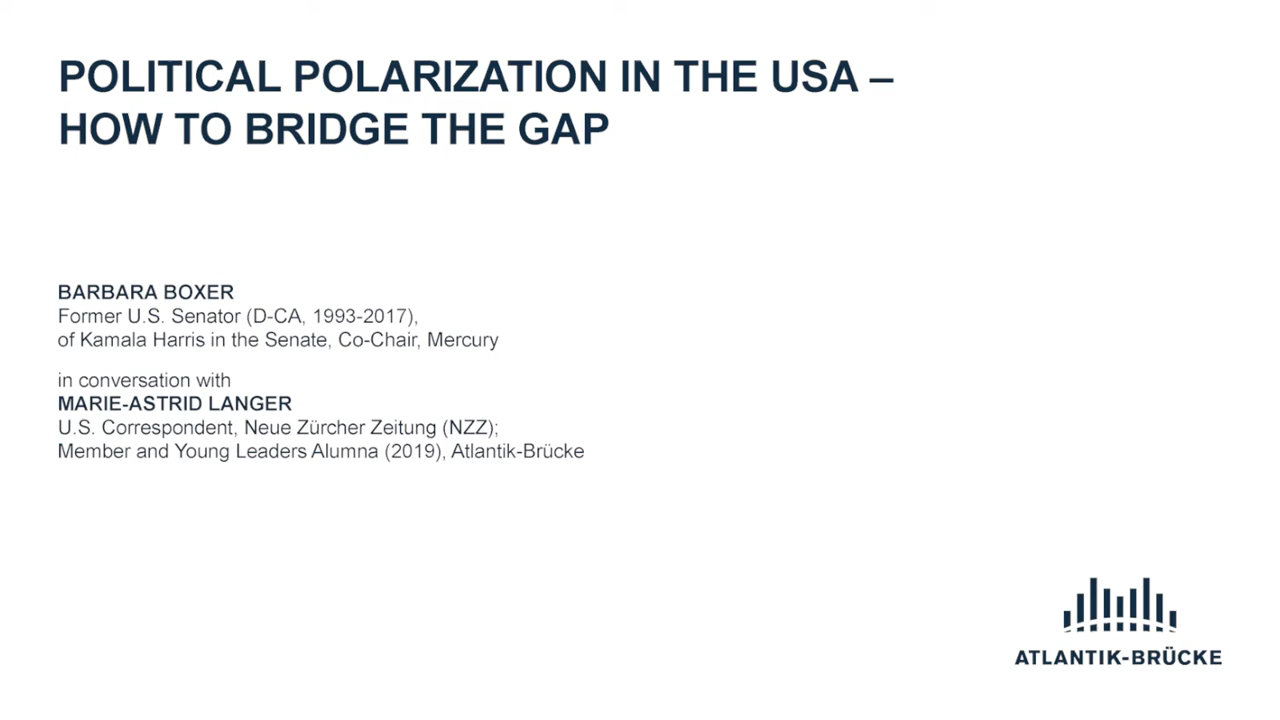 POLITICAL POLARIZATION IN THE USA –
HOW TO BRIDGE THE GAP
BARBARA BOXER
Former U.S. Senator (D-CA, 1993-2017),
of Kamala Harris in the Senate, Co-Chair, Mercury
in conversation with
MARIE-ASTRID LANGER
U.S. Correspondent, Neue Zürcher Zeitung (NZZ);
Member and Young Leaders Alumna (2019), Atlantik-Brücke
ATLANTIK-BRÜCKE